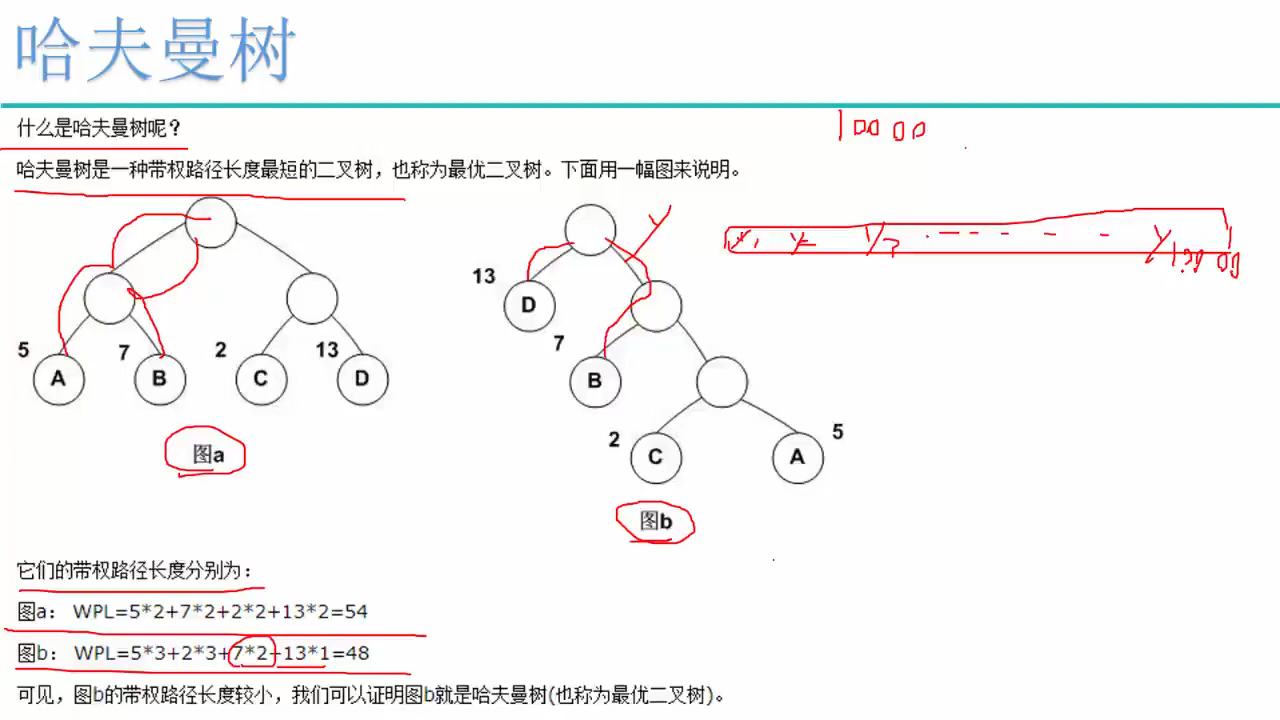 哈夫曼树
什么是哈夫曼树呢？
10000
哈夫曼树是一种带权路径长度最短的二叉树，也称为最优二叉树。下面用一幅图来说明。
5 A
7 B
2 C
13 D
图a
13 D
7 B
2 C
A 5
图b
它们的带权路径长度分别为：
图a： WPL=5*2+7*2+2*2+13*2=54
图b： WPL=5*3+2*3+7*2+13*1=48
可见，图b的带权路径长度较小，我们可以证明图b就是哈夫曼树(也称为最优二叉树)。